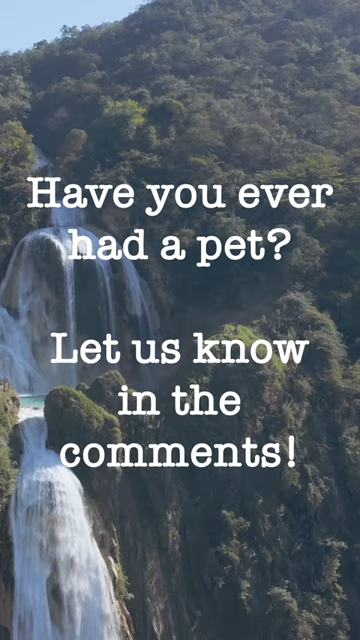 Have you ever
had a pet?
Let us know
in the
comments!